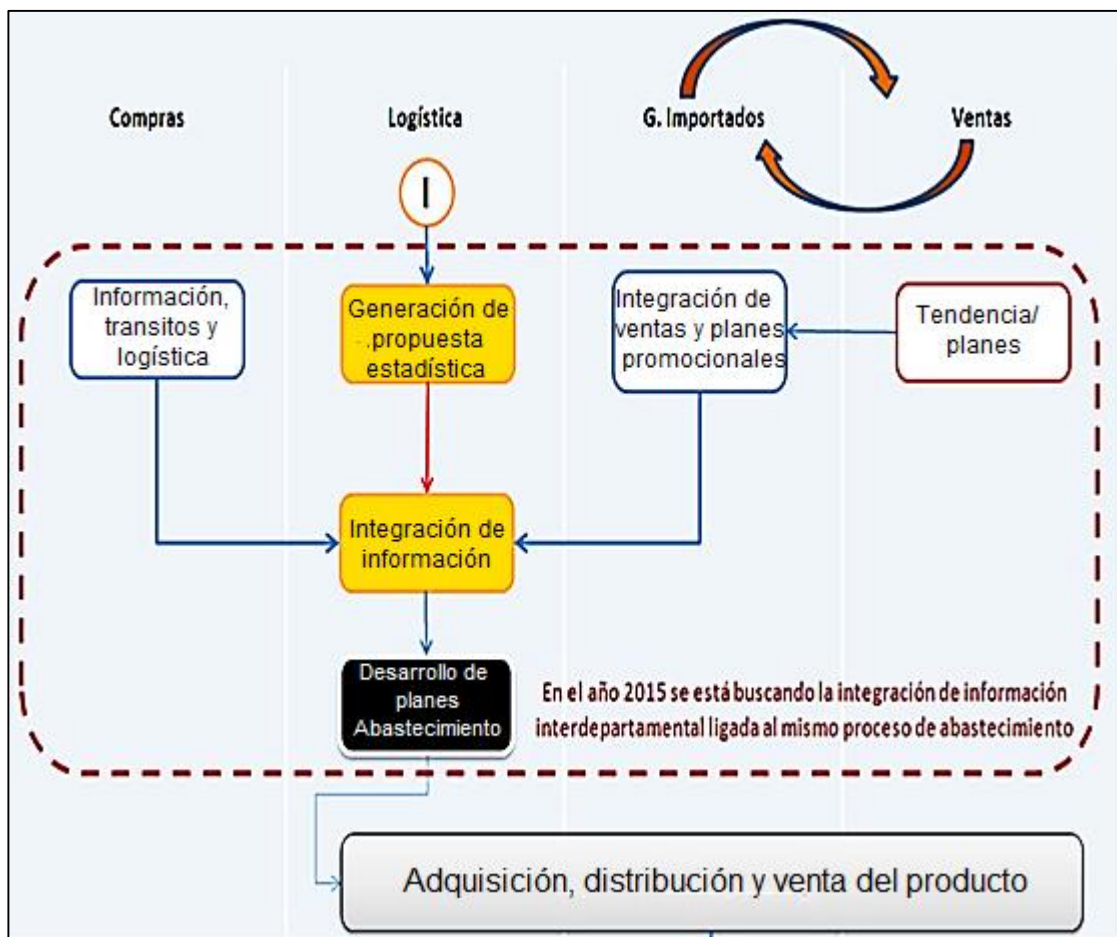 Compras
Logística
G. Importados
Ventas
I
Información,
transitos y
logística
Generación de
.propuesta
estadística
Integración de
ventas y planes
promocionales
Tendencia/
planes
Integración de
información
Desarrollo de
planes
Abastecimiento
En el año 2015 se está buscando la integración de información
interdepartamental ligada al mismo proceso de abastecimiento
Adquisición, distribución y venta del producto